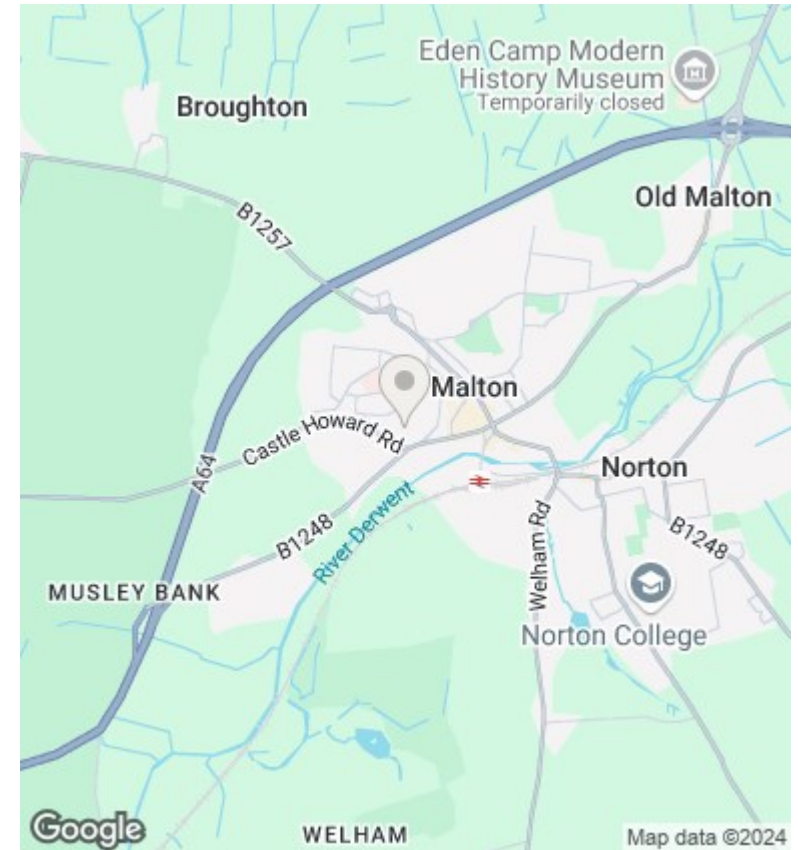 Eden Camp Modern
History Museum
Temporarily closed
Broughton
Old Malton
B1257
Malton
Castle Howard Rd
A64
Norton
B1248
River Derwent
Welham Rd
B1248
MUSLEY BANK
Norton College
WELHAM
Google
Map data ©2024